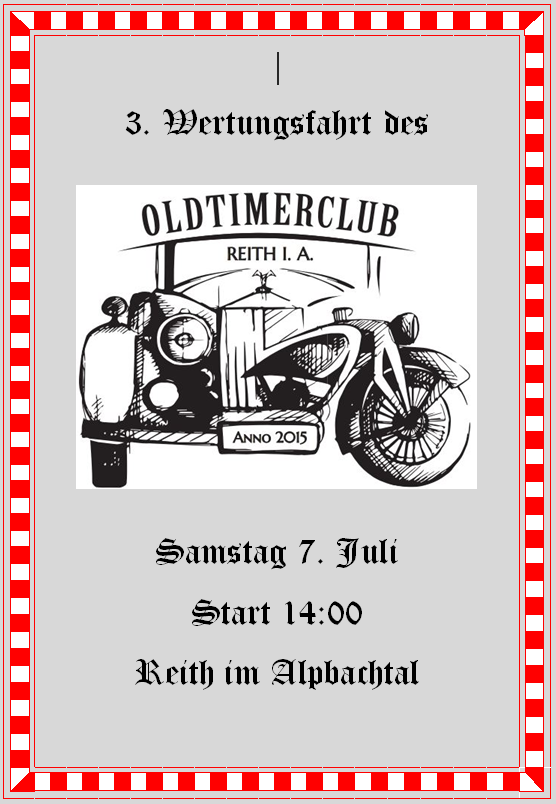 3. Wertungsfahrt des
OLDTIMERCLUB
REITH I. A.
ANNO 2015
Samstag 7. Juli
Start 14:00
Reith im Alpbachtal